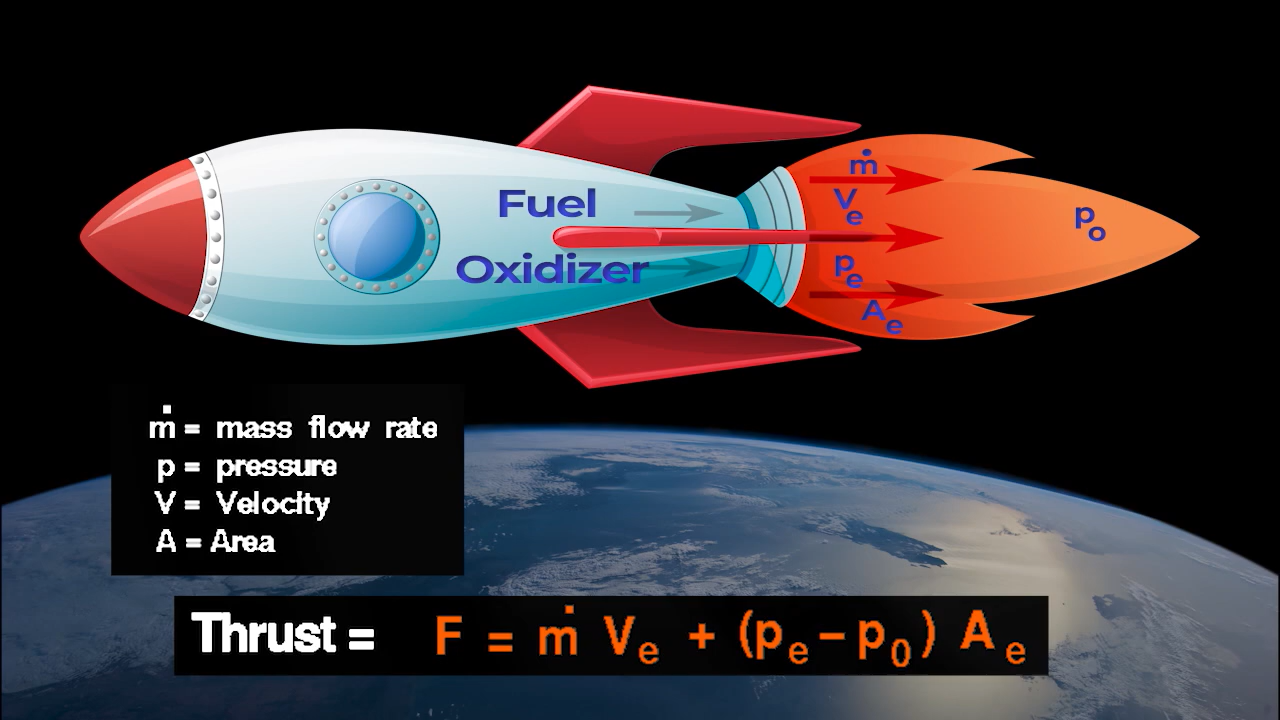 Fuel
Oxidizer
ṁ
Ve
pe
Ae
po
ṁ = mass flow rate
p = pressure
V = Velocity
A = Area
Thrust = F = ṁ Ve + (pe – p0) Ae